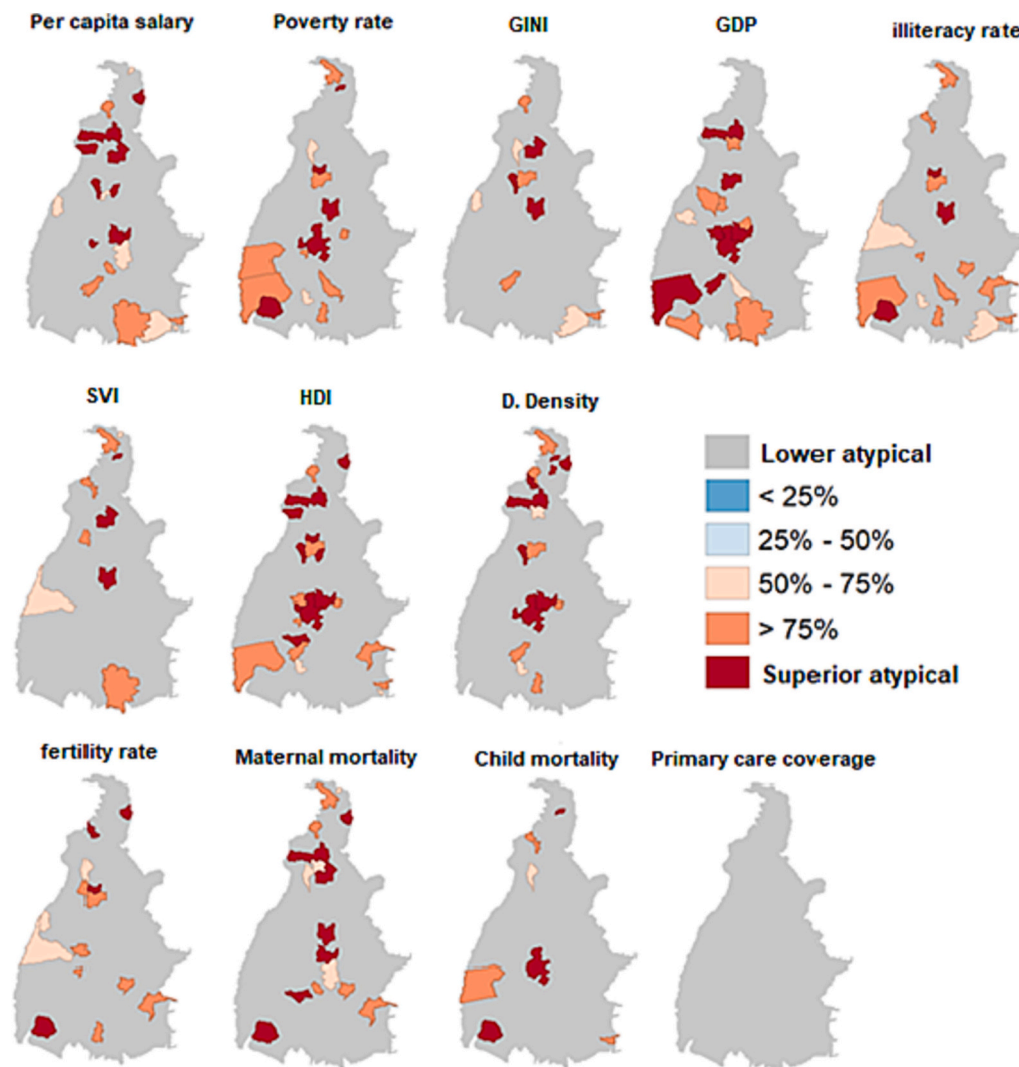 Per capita salary
Poverty rate
GINI
GDP
illiteracy rate
SVI
HDI
D. Density
Lower atypical
< 25%
25% - 50%
50% - 75%
> 75%
Superior atypical
fertility rate
Maternal mortality
Child mortality
Primary care coverage